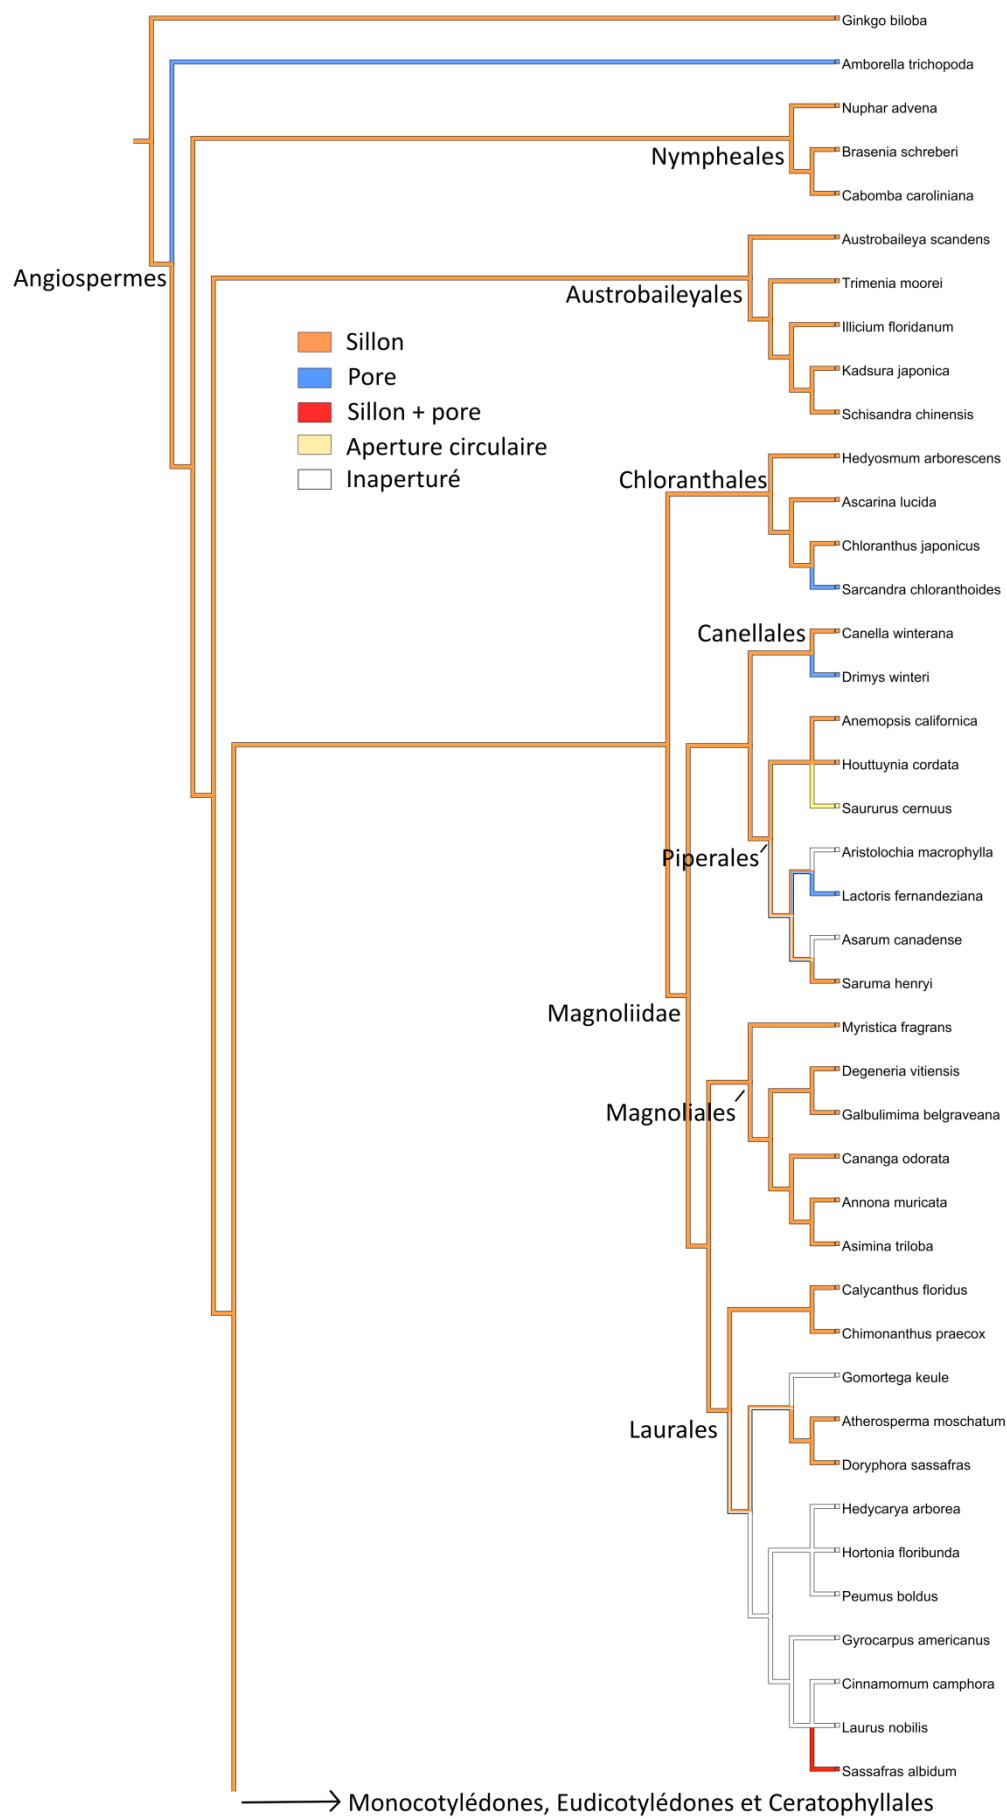 Ginkgo biloba
Amborella trichopoda
Nuphar advena
Nympheales
Brasenia schreberi
Cabomba caroliniana
Austrobaileya scandens
Angiospermes
Trimenia moorei
Austrobaileyales
Illicium floridanum
Sillon
Kadsura japonica
Pore
Schisandra chinensis
Sillon + pore
Aperture circulaire
Hedyosmum arborescens
Inaperturé
Chloranthales
Ascarina lucida
Chloranthus japonicus
Sarcandra chloranthoides
Canellales
Canella winterana
Drimys winteri
Anemopsis californica
Houttuynia cordata
Saururus cernuus
Piperales
Aristolochia macrophylla
Lactoris fernandeziana
Asarum canadense
Saruma henryi
Magnoliidae
Myristica fragrans
Degeneria vitiensis
Magnoliales
Galbulimima belgraveana
Cananga odorata
Annona muricata
Asimina triloba
Calycanthus floridus
Chimonanthus praecox
Gomortega keule
Atherosperma moschatum
Laurales
Doryphora sassafras
Hedycarya arborea
Hortonia floribunda
Peumus boldus
Gyrocarpus americanus
Cinnamomum camphora
Laurus nobilis
Sassafras albidum
Monocotylédones, Eudicotylédones et Ceratophyllales